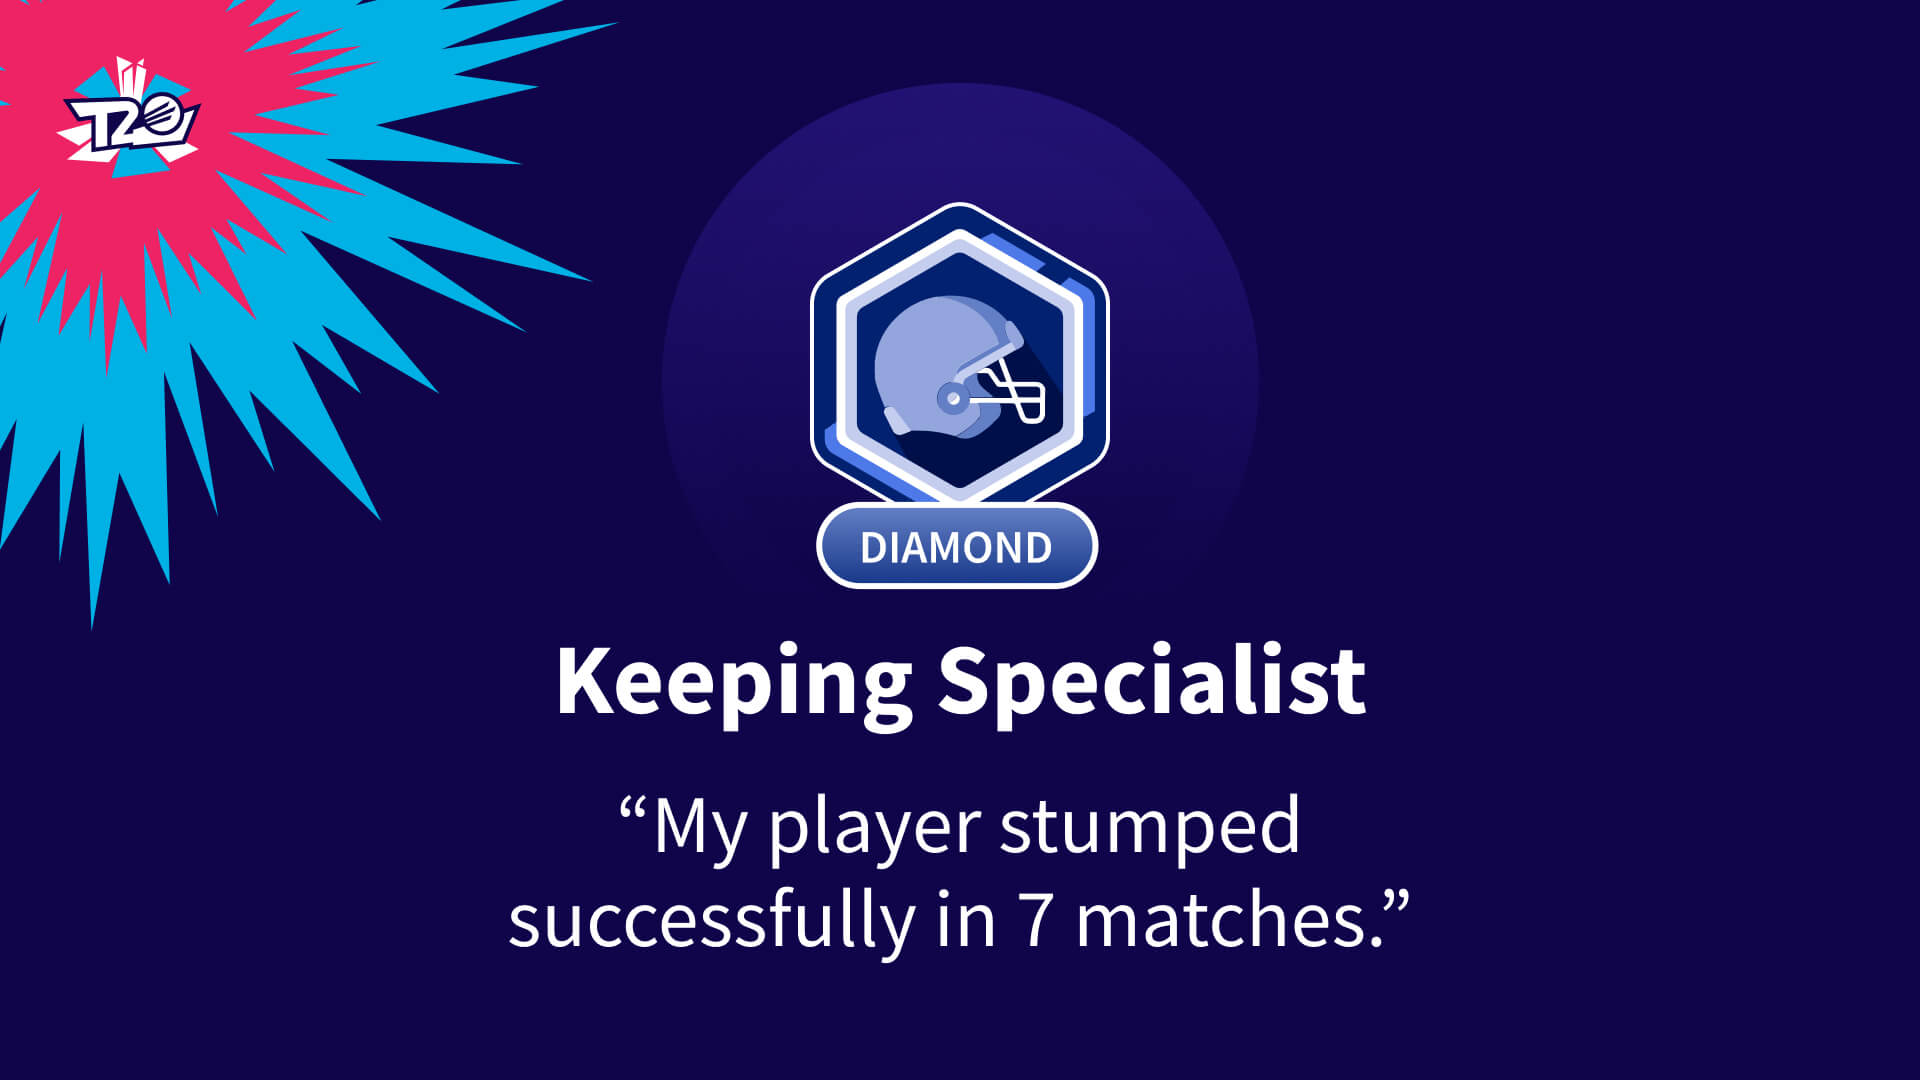 T20
DIAMOND
Keeping Specialist
“My player stumped
successfully in 7 matches.”